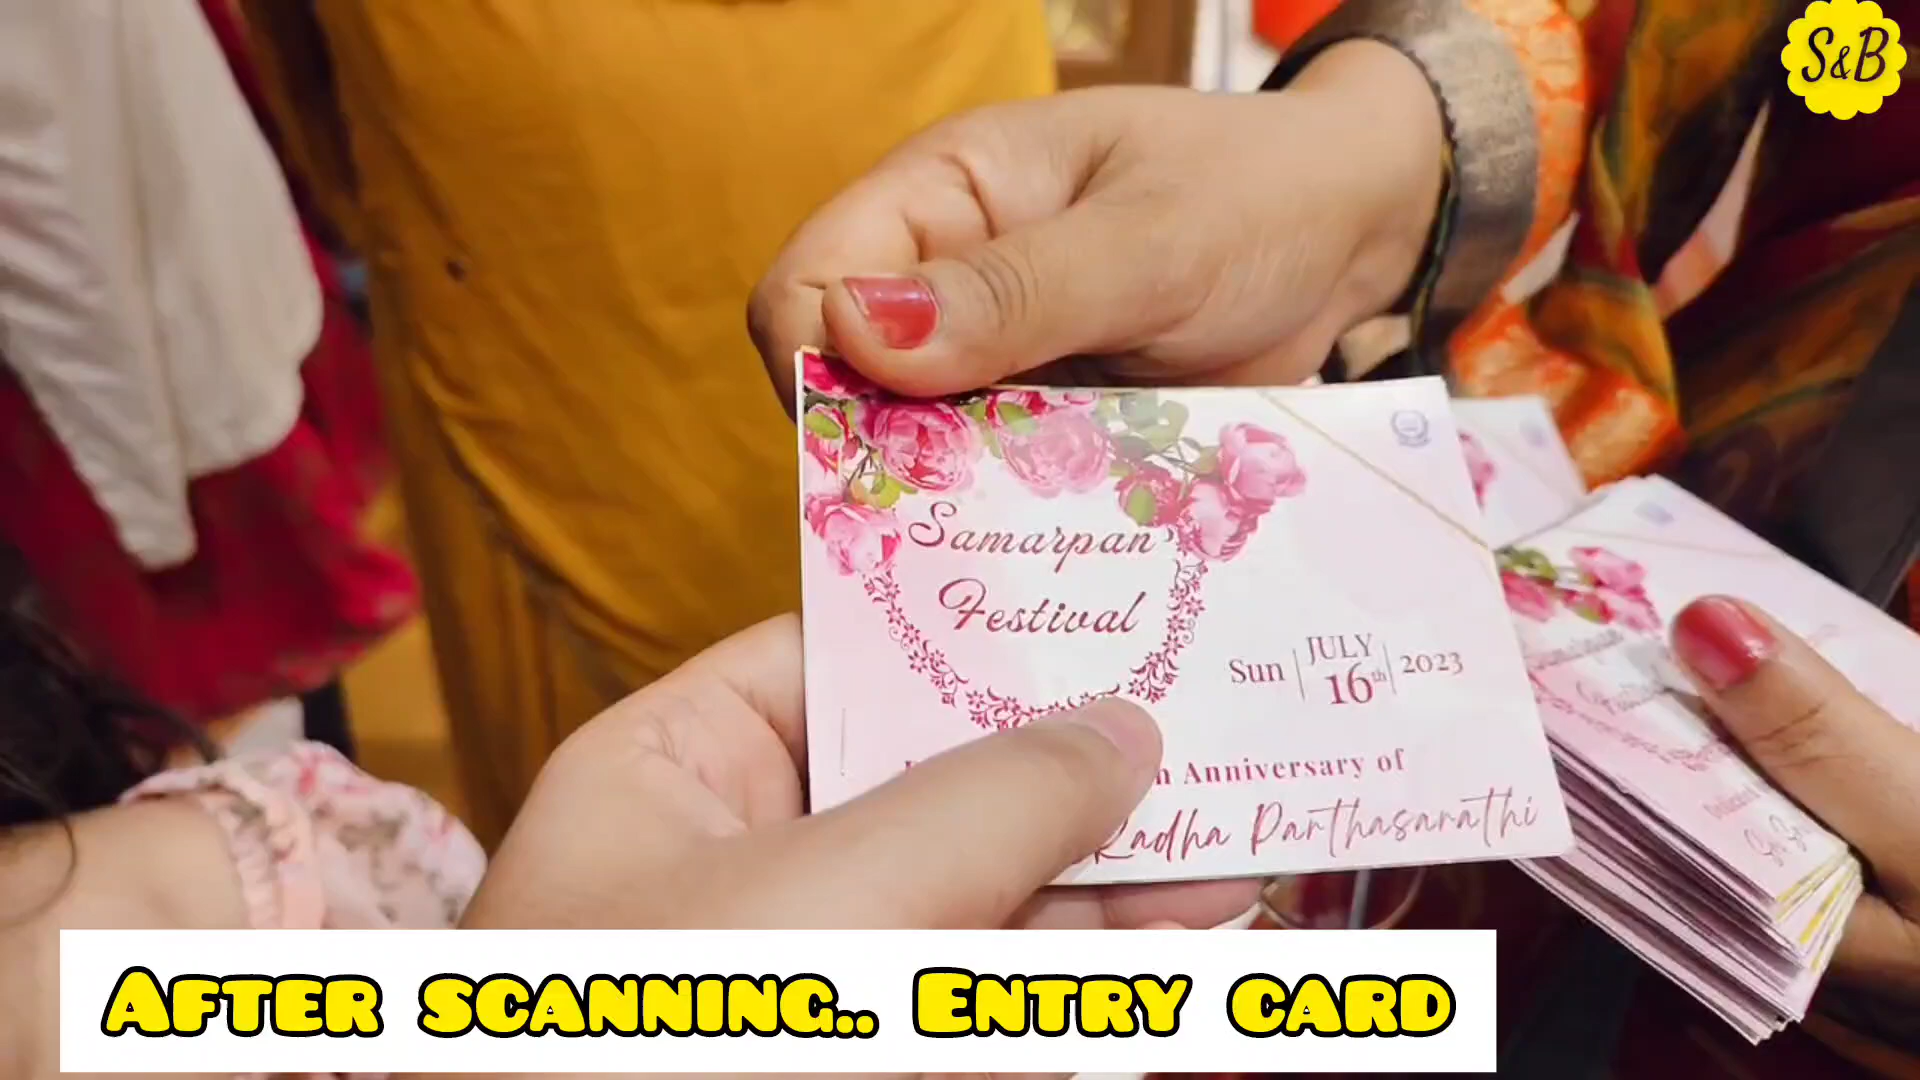 S&B
Samarpan
Festival
Sun JULY 16th 2023
Anniversary of
Radha Parthasarathi
AFTER SCANNING.. ENTRY CARD